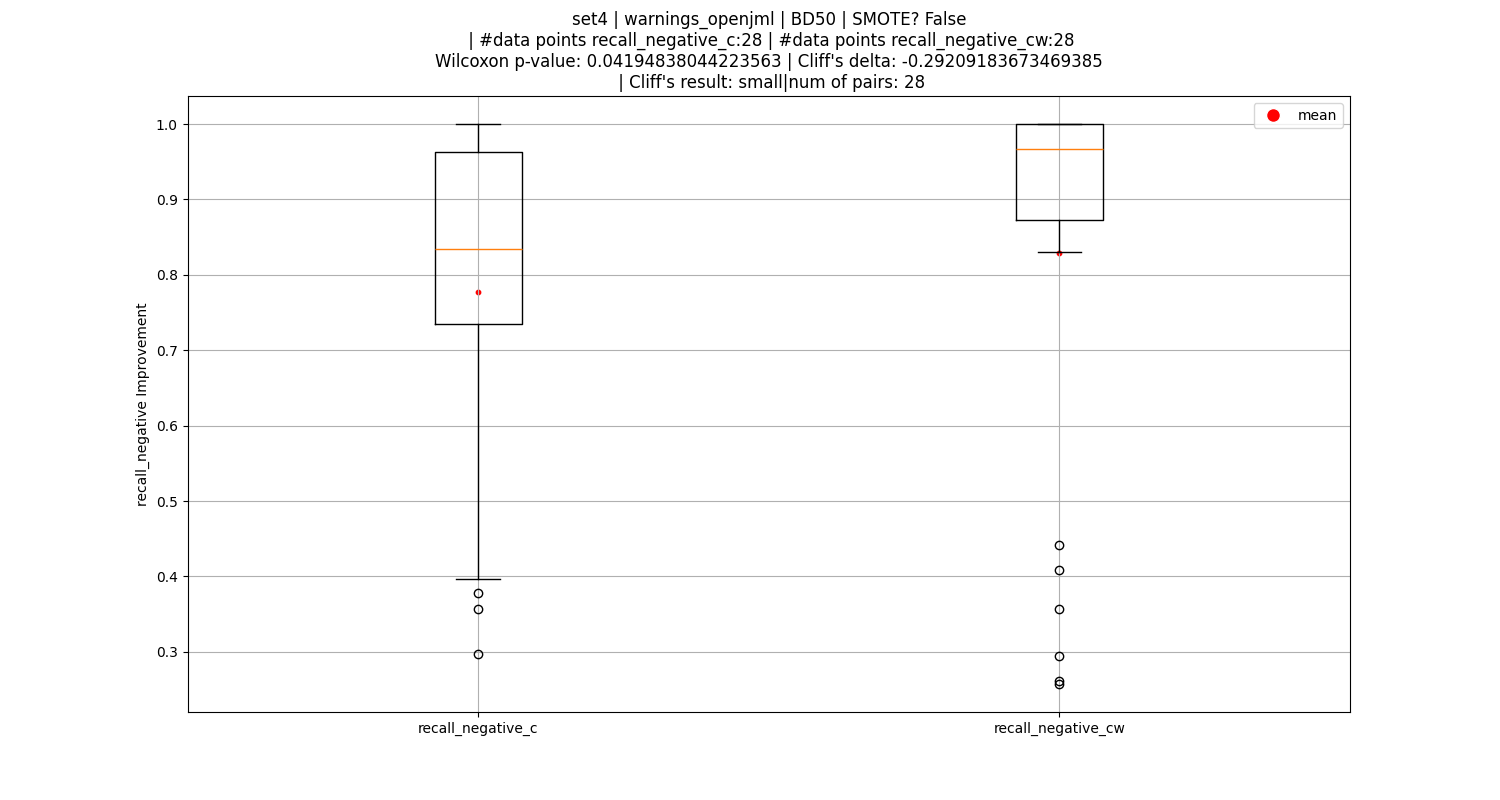 set4 | warnings_openjml | BD50 | SMOTE? False
| #data points recall_negative_c:28 | #data points recall_negative_cw:28
Wilcoxon p-value: 0.04194838044223563 | Cliff's delta: -0.29209183673469385
| Cliff's result: small|num of pairs: 28
mean
1.0
0.9
0.8
0.7
0.6
0.5
0.4
0.3
recall_negative Improvement
recall_negative_c
recall_negative_cw